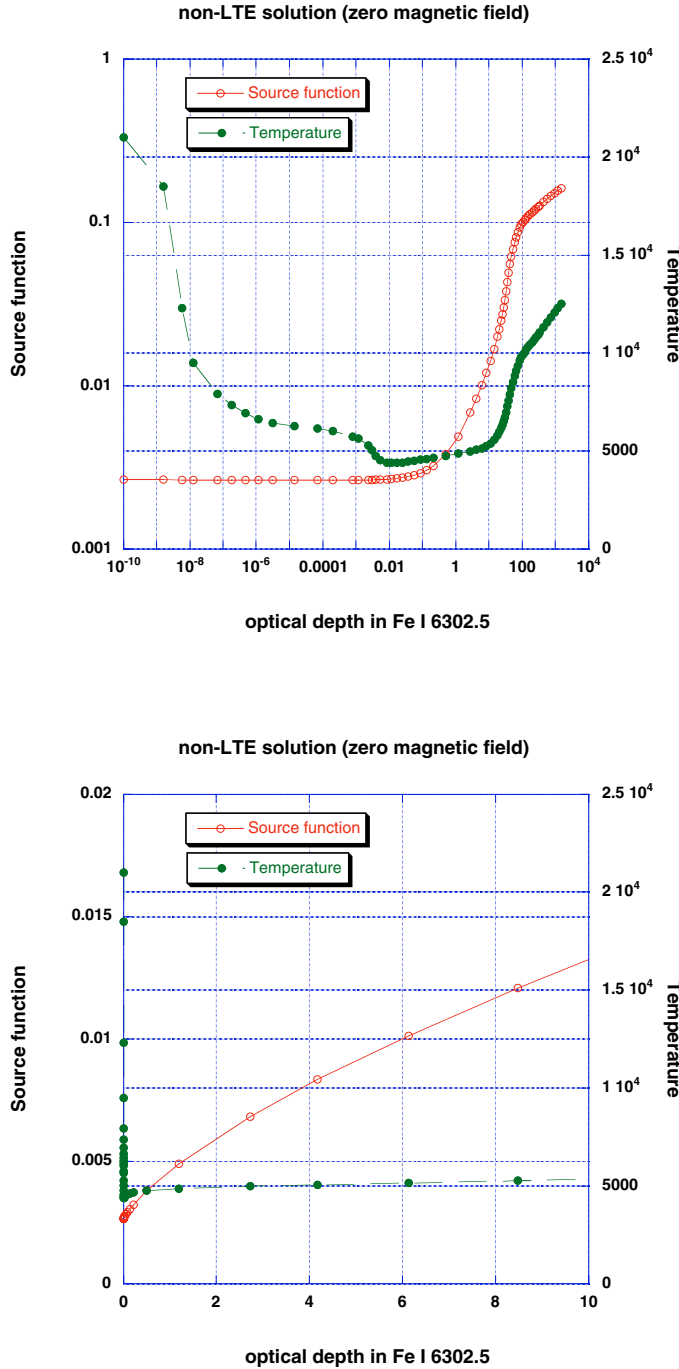 non-LTE solution (zero magnetic field)
1
0.1
0.01
0.001
Source function
Source function
Temperature
2.5 10^4
2 10^4
1.5 10^4
1 10^4
5000
0
Temperature
10^-10
10^-8
10^-6
0.0001
0.01
1
100
10^4
optical depth in Fe I 6302.5
non-LTE solution (zero magnetic field)
0.02
0.015
0.01
0.005
0
Source function
Source function
Temperature
2.5 10^4
2 10^4
1.5 10^4
1 10^4
5000
0
Temperature
0
2
4
6
8
10
optical depth in Fe I 6302.5